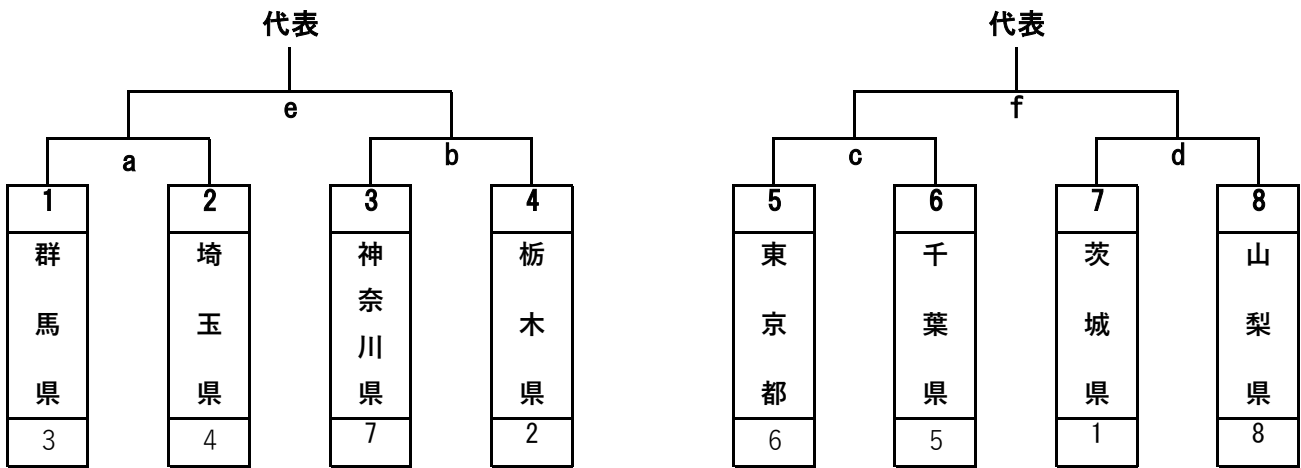 代表 代表
e f
a b c d
1 2 3 4 5 6 7 8
群馬県 埼玉県 神奈川県 栃木県 東京都 千葉県 茨城県 山梨県
3 4 7 2 6 5 1 8